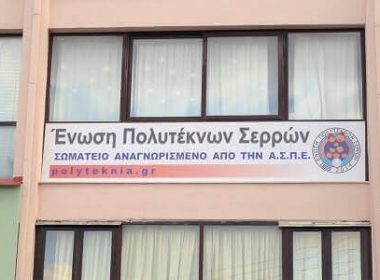 Ένωση Πολυτέκνων Σερρών
ΣΩΜΑΤΕΙΟ ΑΝΑΓΝΩΡΙΣΜΕΝΟ ΑΠΟ ΤΗΝ Α.Σ.Π.Ε.
polyteknia.gr